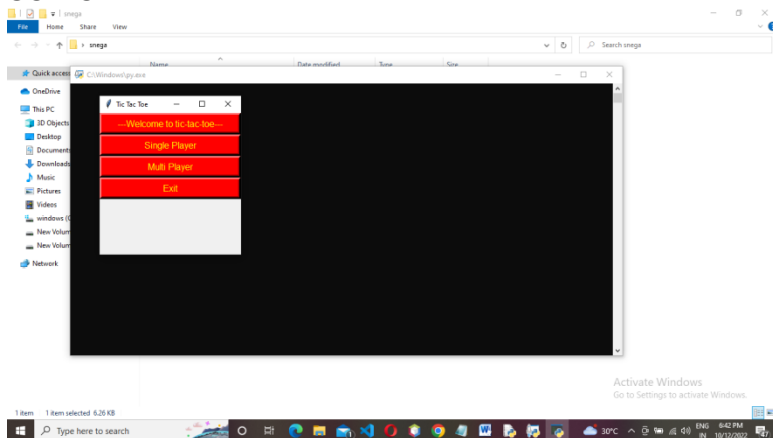 snega
File Home Share View
snega
Search snega
Name Date modified Type Size
Quick access
C:\Windows\py.exe
OneDrive
Tic Tac Toe
This PC
---Welcome to tic-tac-toe---
3D Objects
Single Player
Desktop
Document
Multi Player
Downloads
Music
Exit
Pictures
Videos
windows (C
New Volum
New Volum
Network
Activate Windows
Go to Settings to activate Windows.
1 item 1 item selected 6.26 KB
Type here to search
30°C
ENG
IN
6:42 PM
10/12/2022